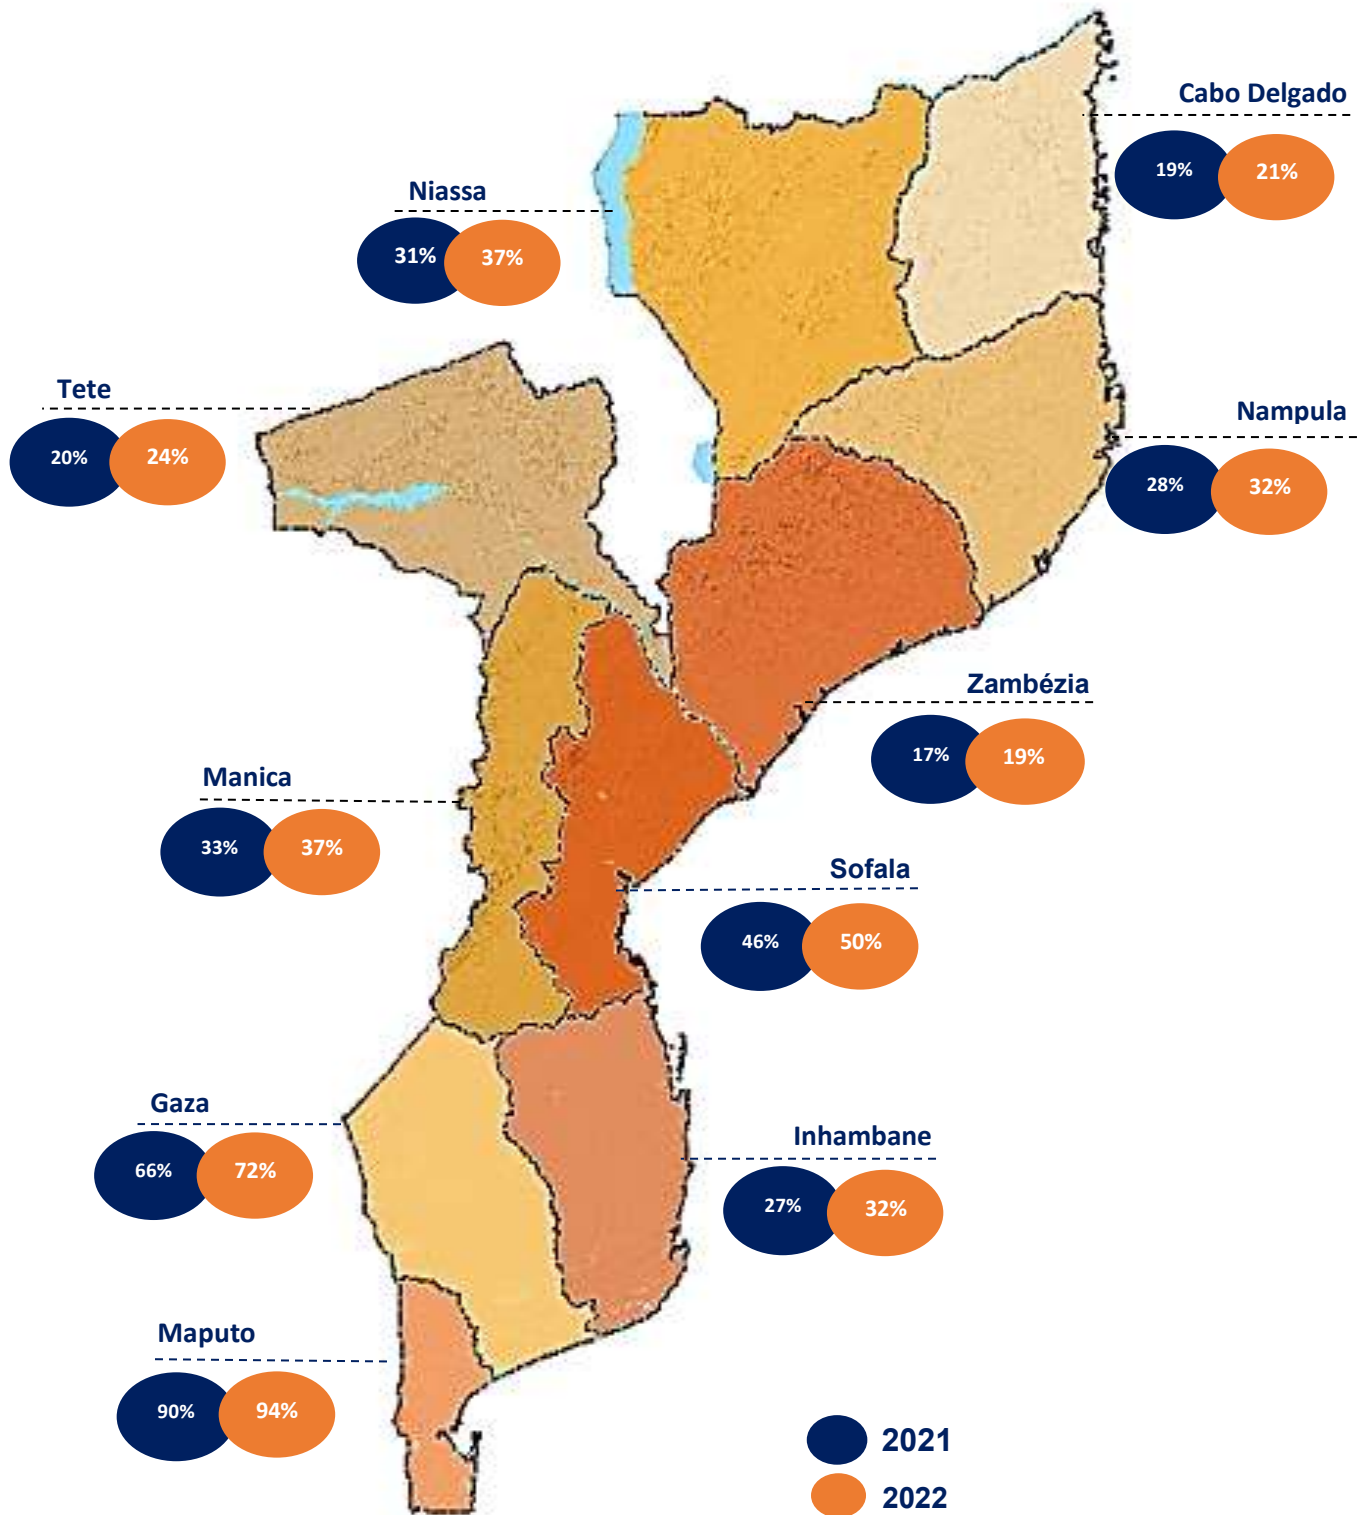 Cabo Delgado
19% 21%
Niassa
31% 37%
Tete
20% 24%
Nampula
28% 32%
Zambézia
17% 19%
Manica
33% 37%
Sofala
46% 50%
Gaza
66% 72%
Inhambane
27% 32%
Maputo
90% 94%
2021
2022